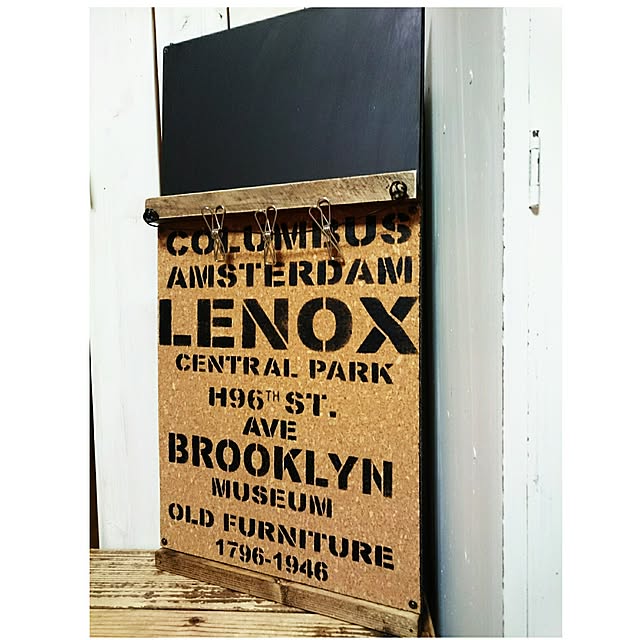 COLUMBUS
AMSTERDAM
LENOX
CENTRAL PARK
H96TH ST.
AVE
BROOKLYN
MUSEUM
OLD FURNITURE
1796-1946